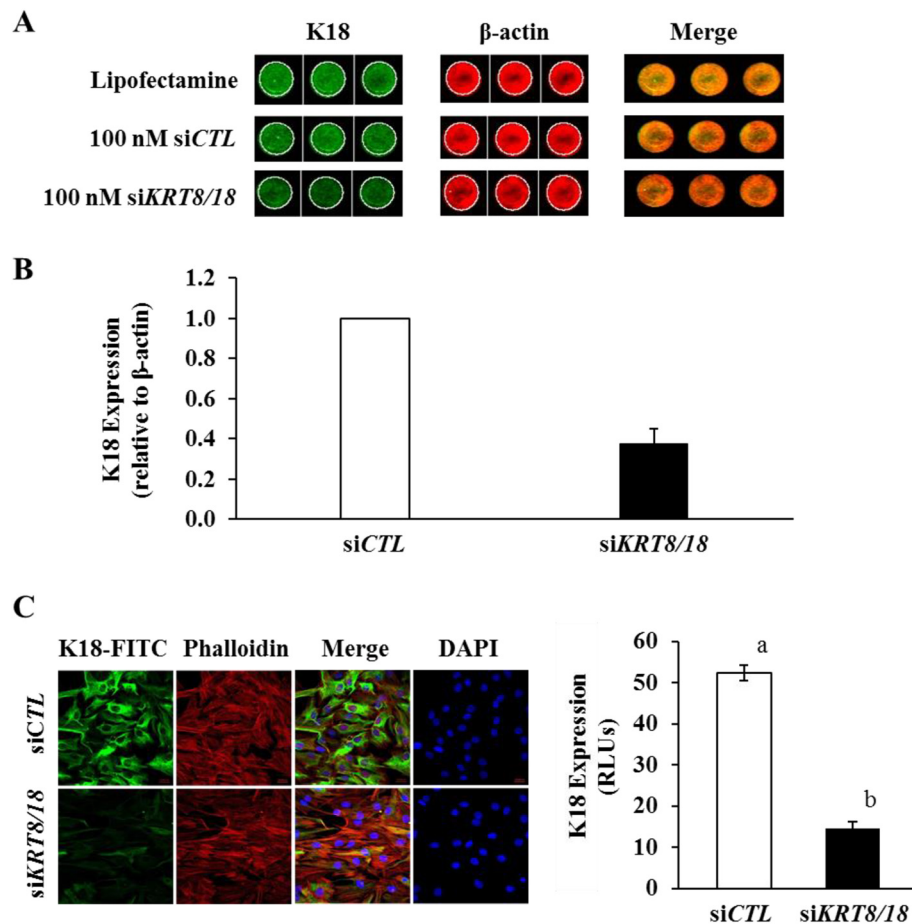 A
K18 β-actin Merge
Lipofectamine
100 nM siCTL
100 nM siKRT8/18
B
K18 Expression
(relative to β-actin)
1.2
1.0
0.8
0.6
0.4
0.2
0.0
siCTL siKRT8/18
C
K18-FITC Phalloidin Merge DAPI
siCTL
siKRT8/18
K18 Expression
(RLUs)
60
50
40
30
20
10
0
a
b
siCTL siKRT8/18